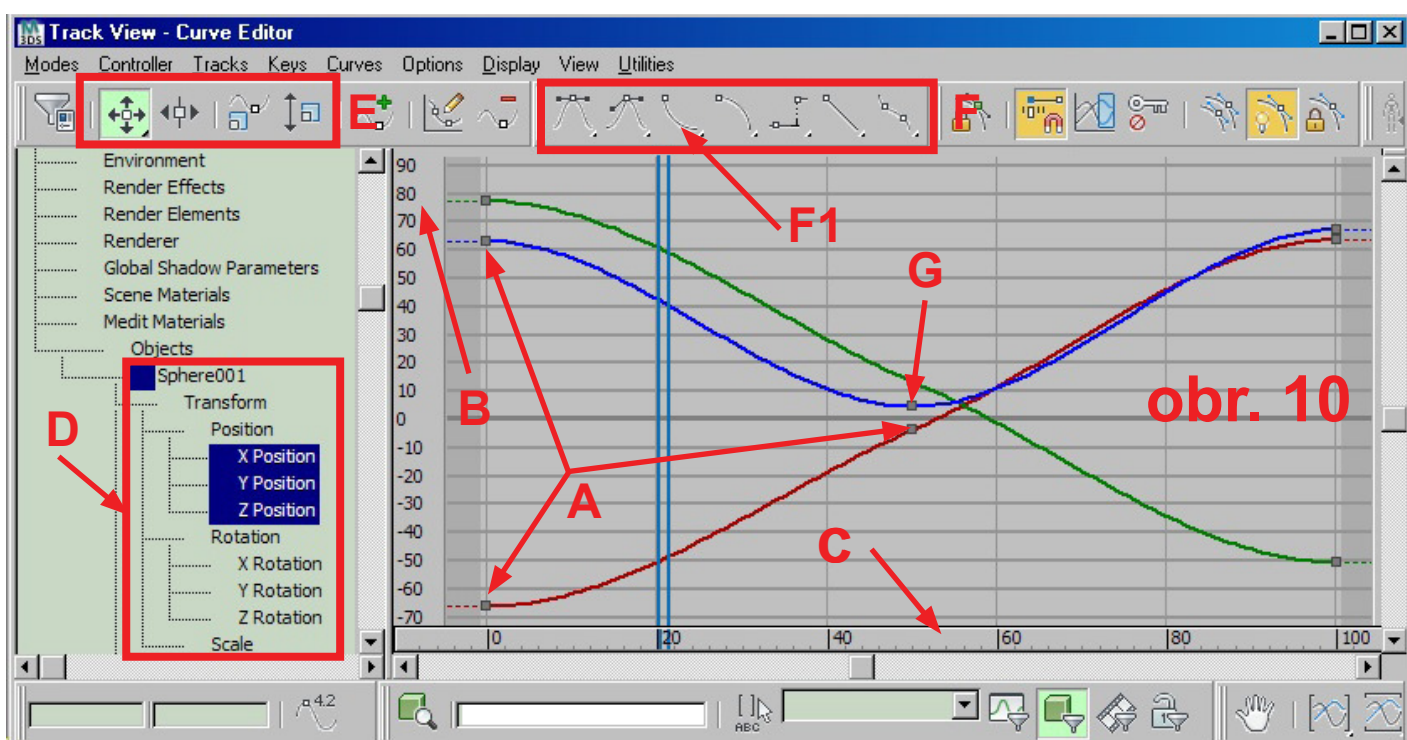 M 3DS Track View - Curve Editor
Modes Controller Tracks Keys Curves Options Display View Utilities
E
F
Environment
Render Effects
Render Elements
Renderer
Global Shadow Parameters
Scene Materials
Medit Materials
Objects
Sphere001
Transform
Position
X Position
Y Position
Z Position
Rotation
X Rotation
Y Rotation
Z Rotation
Scale
D
90
80
70
60
50
40
30
20
10
0
-10
-20
-30
-40
-50
-60
-70
F1
G
B
obr. 10
A
C
0 20 40 60 80 100
4.2
[ ]
ABC
1